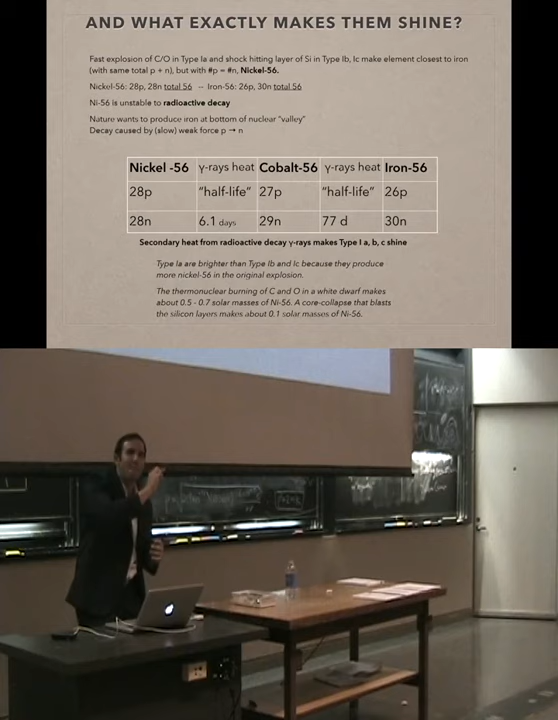 AND WHAT EXACTLY MAKES THEM SHINE?
Fast explosion of C/O in Type Ia and shock hitting layer of Si in Type Ib, Ic make element closest to iron
(with same total p + n), but with #p = #n, Nickel-56.
Nickel-56: 28p, 28n total 56 -- Iron-56: 26p, 30n total 56
Ni-56 is unstable to radioactive decay
Nature wants to produce iron at bottom of nuclear "valley"
Decay caused by (slow) weak force p → n
Nickel -56 γ-rays heat Cobalt-56 γ-rays heat Iron-56
28p "half-life" 27p "half-life" 26p
28n 6.1 days 29n 77 d 30n
Secondary heat from radioactive decay γ-rays makes Type I a, b, c shine
Type Ia are brighter than Type Ib and Ic because they produce
more nickel-56 in the original explosion.
The thermonuclear burning of C and O in a white dwarf makes
about 0.5 - 0.7 solar masses of Ni-56. A core-collapse that blasts
the silicon layers makes about 0.1 solar masses of Ni-56.